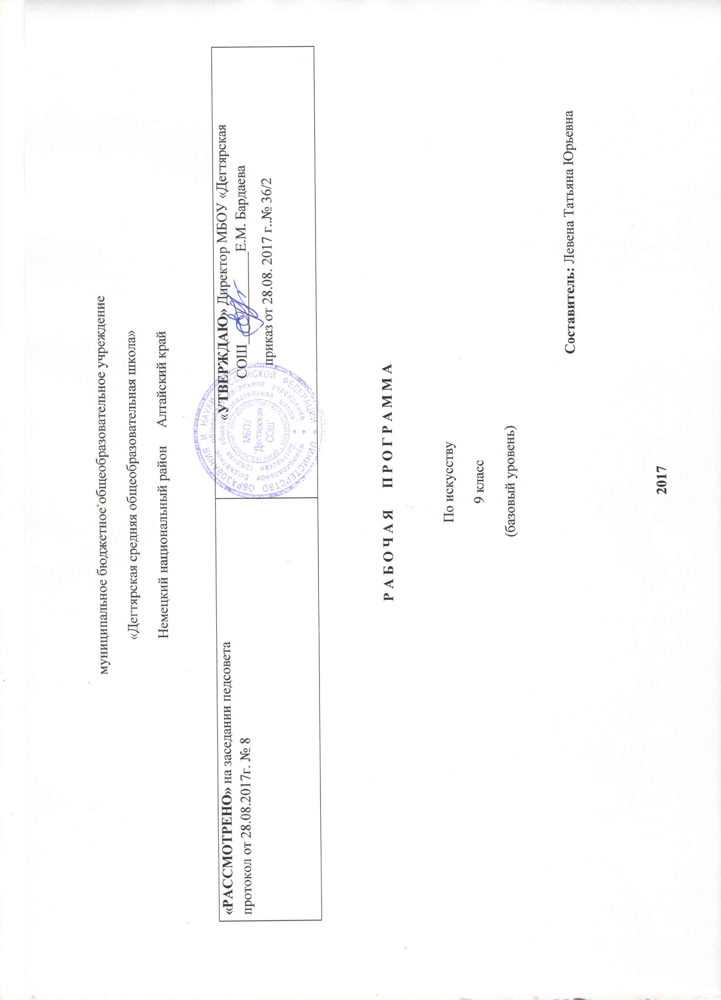 муниципальное бюджетное общеобразовательное учреждение
«Дегтярская средняя общеобразовательная школа»
Немецкий национальный район Алтайский край
«РАССМОТРЕНО» на заседании педсовета
протокол от 28.08.2017г. № 8
«УТВЕРЖДАЮ» Директор МБОУ «Дегтярская
СОШ Е.М. Бардаева
приказ от 28.08. 2017 г..№ 36/2
МИНИСТЕРСТВО ОБРАЗОВАНИЯ И НАУКИ РОССИЙСКОЙ ФЕДЕРАЦИИ
муниципальное бюджетное общеобразовательное учреждение
Дегтярская средняя общеобразовательная школа
МБОУ
"Дегтярская
СОШ"
РАБОЧАЯ ПРОГРАММА
По искусству
9 класс
(базовый уровень)
Составитель: Левена Татьяна Юрьевна
2017